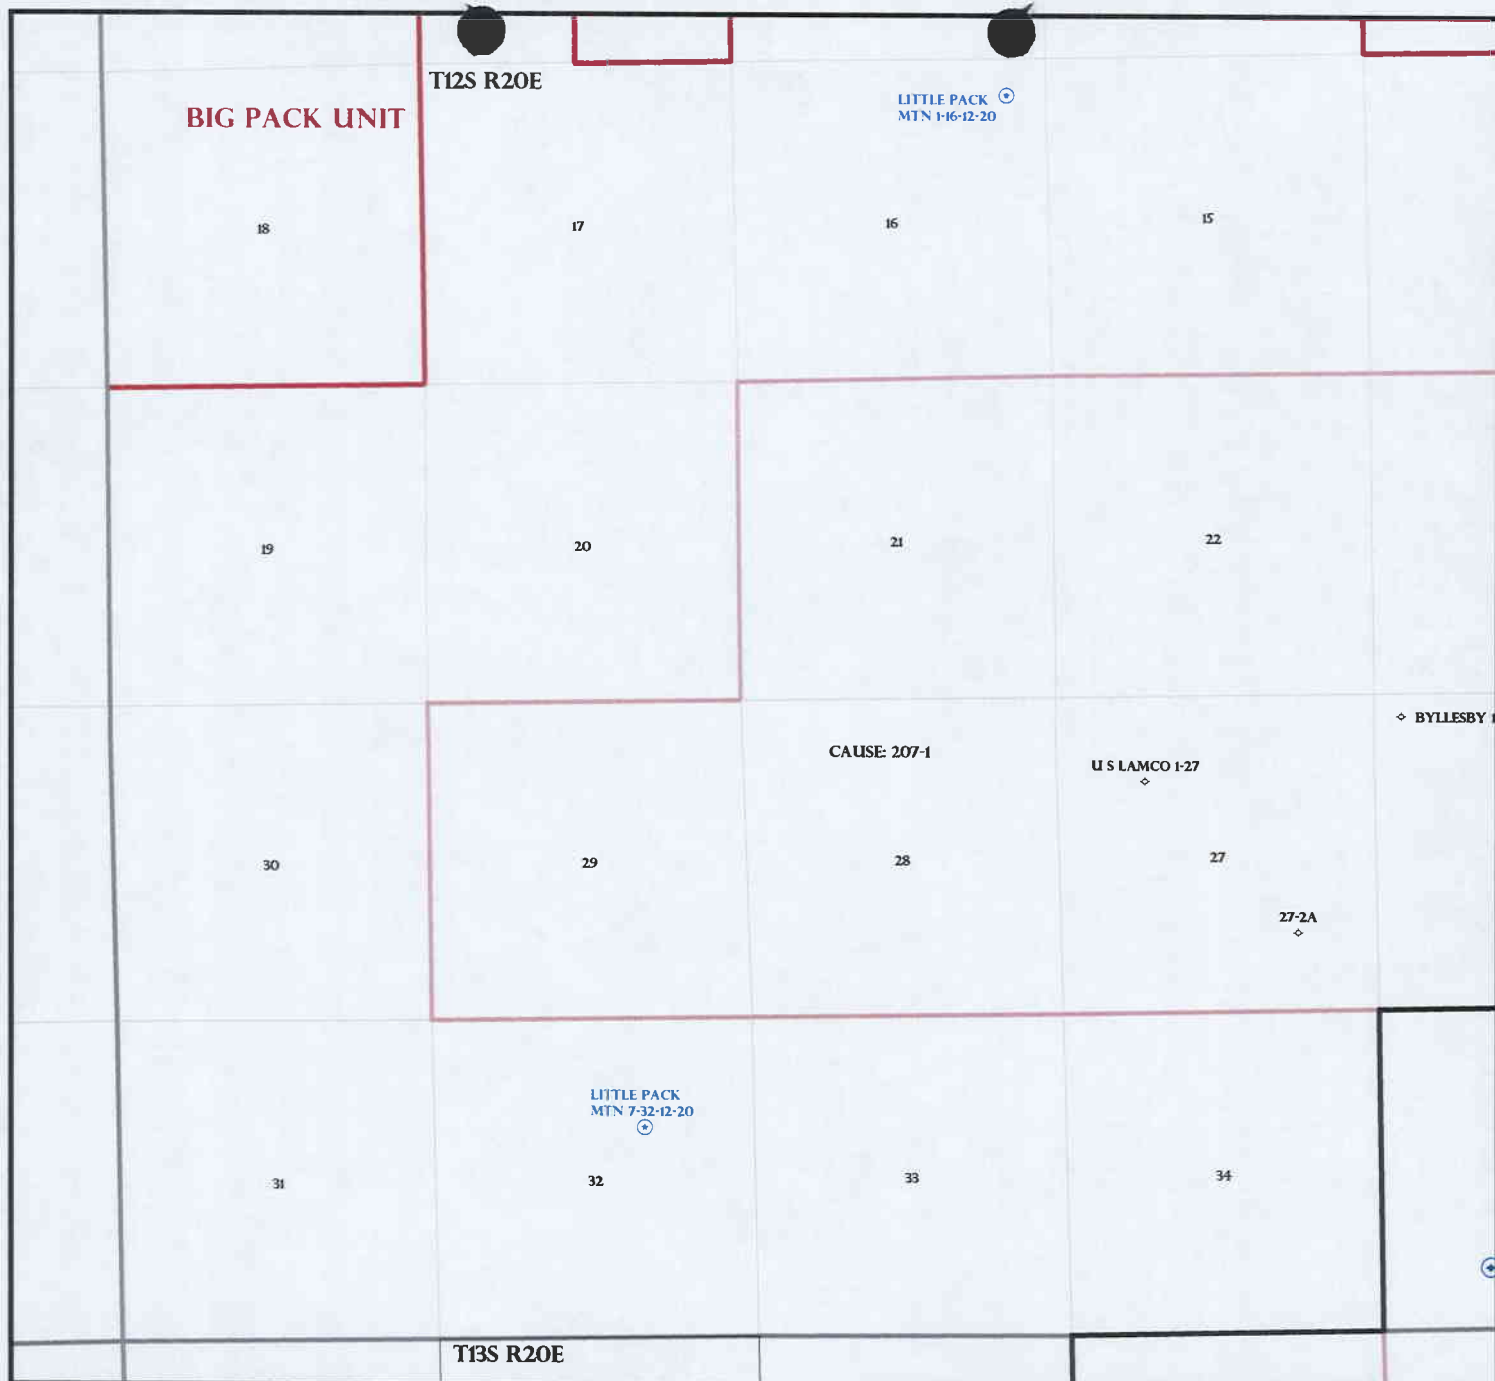 T12S R20E
BIG PACK UNIT
LITTLE PACK
MTN 1-16-12-20
18
17
16
15
19
20
21
22
BYLLESBY 1
CAUSE: 207-1
U S LAMCO 1-27
30
29
28
27
27-2A
LITTLE PACK
MTN 7-32-12-20
31
32
33
34
T13S R20E